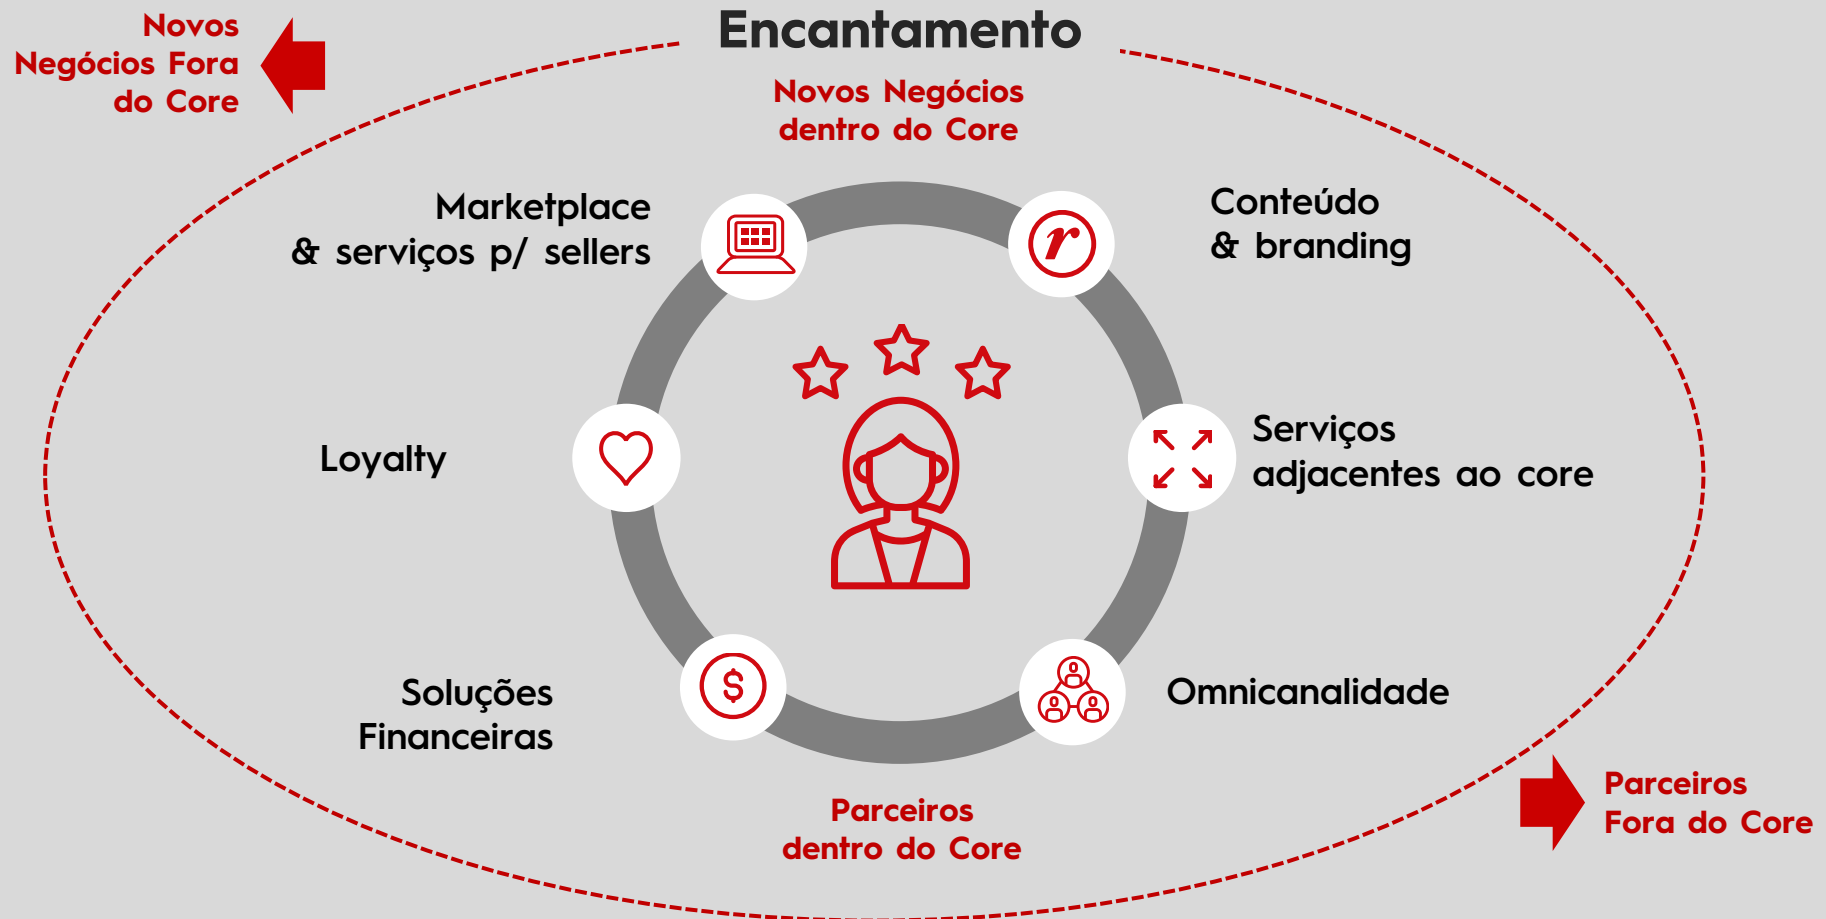 Encantamento
Novos
Negócios Fora
do Core
Novos Negócios
dentro do Core
Marketplace
& serviços p/ sellers
Conteúdo
& branding
r
Loyalty
Serviços
adjacentes ao core
Soluções
Financeiras
$
Omnicanalidade
Parceiros
dentro do Core
Parceiros
Fora do Core